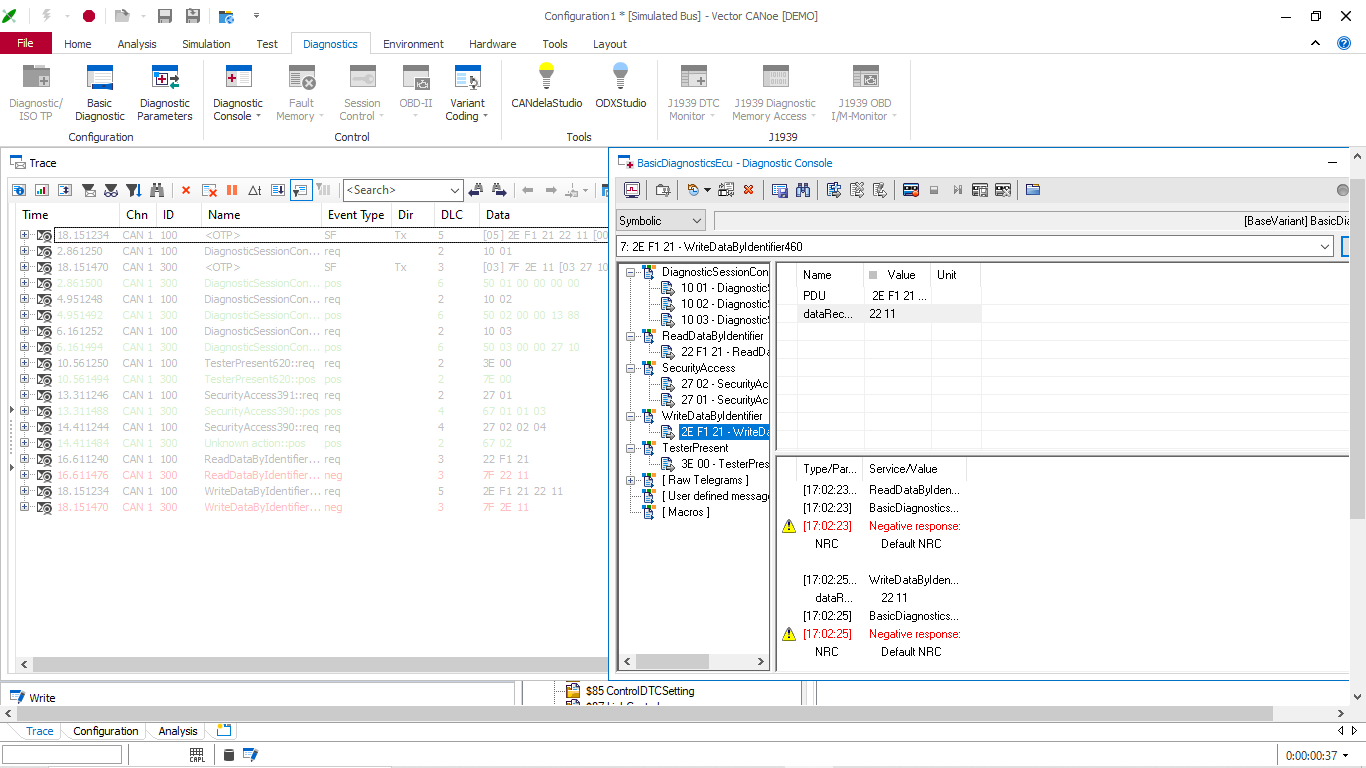 Configuration1 * [Simulated Bus] - Vector CANoe [DEMO]
File Home Analysis Simulation Test Diagnostics Environment Hardware Tools Layout
Diagnostic/ ISO TP
Basic Diagnostic
Diagnostic Parameters
Configuration
Diagnostic Console
Fault Memory
Session Control
OBD-II
Variant Coding
Control
CANdelaStudio
ODXStudio
Tools
J1939 DTC Monitor
J1939 Diagnostic Memory Access
J1939 OBD I/M-Monitor
J1939
Trace
Δt
<Search>
Time Chn ID Name Event Type Dir DLC Data
18.151234 CAN 1 100 <OTP> SF Tx 5 [05] 2E F1 21 22 11 [00
2.861250 CAN 1 100 DiagnosticSessionCon... req 2 10 01
18.151470 CAN 1 300 <OTP> SF Tx 3 [03] 7F 2E 11 [03 27 10
2.861500 CAN 1 300 DiagnosticSessionCon... pos 6 50 01 00 00 00 00
4.951248 CAN 1 100 DiagnosticSessionCon... req 2 10 02
4.951492 CAN 1 300 DiagnosticSessionCon... pos 6 50 02 00 00 13 88
6.161252 CAN 1 100 DiagnosticSessionCon... req 2 10 03
6.161494 CAN 1 300 DiagnosticSessionCon... pos 6 50 03 00 00 27 10
10.561250 CAN 1 100 TesterPresent620::req req 2 3E 00
10.561494 CAN 1 300 TesterPresent620::pos pos 2 7E 00
13.311246 CAN 1 100 SecurityAccess391::req req 2 27 01
13.311488 CAN 1 300 SecurityAccess390::pos pos 4 67 01 01 03
14.411244 CAN 1 100 SecurityAccess390::req req 4 27 02 02 04
14.411484 CAN 1 300 Unknown action::pos pos 2 67 02
16.611240 CAN 1 100 ReadDataByIdentifier... req 3 22 F1 21
16.611476 CAN 1 300 ReadDataByIdentifier... neg 3 7F 22 11
18.151234 CAN 1 100 WriteDataByIdentifier... req 5 2E F1 21 22 11
18.151470 CAN 1 300 WriteDataByIdentifier... neg 3 7F 2E 11
BasicDiagnosticsEcu - Diagnostic Console
Symbolic
[BaseVariant] BasicDia
7: 2E F1 21 - WriteDataByIdentifier460
DiagnosticSessionCon
10 01 - Diagnostics
10 02 - Diagnostics
10 03 - Diagnostics
ReadDataByIdentifier
22 F1 21 - ReadDa
SecurityAccess
27 02 - SecurityAc
27 01 - SecurityAc
WriteDataByIdentifier
2E F1 21 - WriteDa
TesterPresent
3E 00 - TesterPres
[ Raw Telegrams ]
[ User defined message
[ Macros ]
Name Value Unit
PDU 2E F1 21 ...
dataRec... 22 11
Type/Par... Service/Value
[17:02:23... ReadDataByIden...
[17:02:23] BasicDiagnostics...
[17:02:23] Negative response:
NRC Default NRC
[17:02:25... WriteDataByIden...
dataR... 22 11
[17:02:25] BasicDiagnostics...
[17:02:25] Negative response:
NRC Default NRC
Write
$85 ControlDTCSetting
Trace Configuration Analysis
CAPL
0:00:00:37